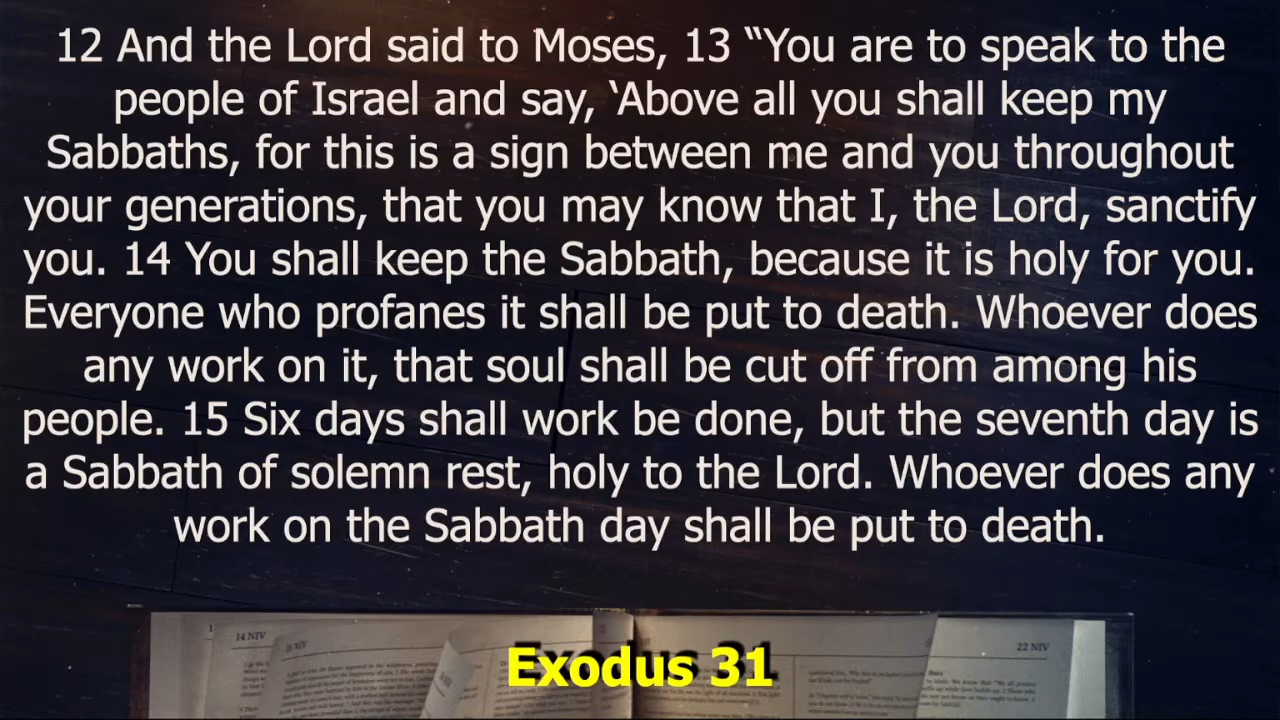 12 And the Lord said to Moses, 13 “You are to speak to the
people of Israel and say, ‘Above all you shall keep my
Sabbaths, for this is a sign between me and you throughout
your generations, that you may know that I, the Lord, sanctify
you. 14 You shall keep the Sabbath, because it is holy for you.
Everyone who profanes it shall be put to death. Whoever does
any work on it, that soul shall be cut off from among his
people. 15 Six days shall work be done, but the seventh day is
a Sabbath of solemn rest, holy to the Lord. Whoever does any
work on the Sabbath day shall be put to death.
14 NIV
22 NIV
Exodus 31